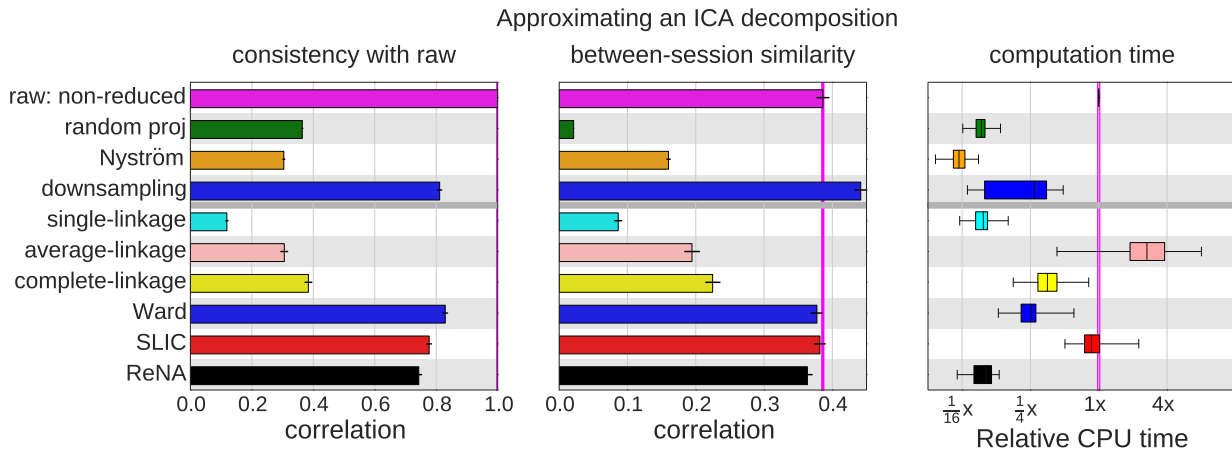 Approximating an ICA decomposition
consistency with raw
between-session similarity
computation time
raw: non-reduced
random proj
Nyström
downsampling
single-linkage
average-linkage
complete-linkage
Ward
SLIC
ReNA
0.0 0.2 0.4 0.6 0.8 1.0
correlation
0.0 0.1 0.2 0.3 0.4
correlation
1/16x 1/4x 1x 4x
Relative CPU time